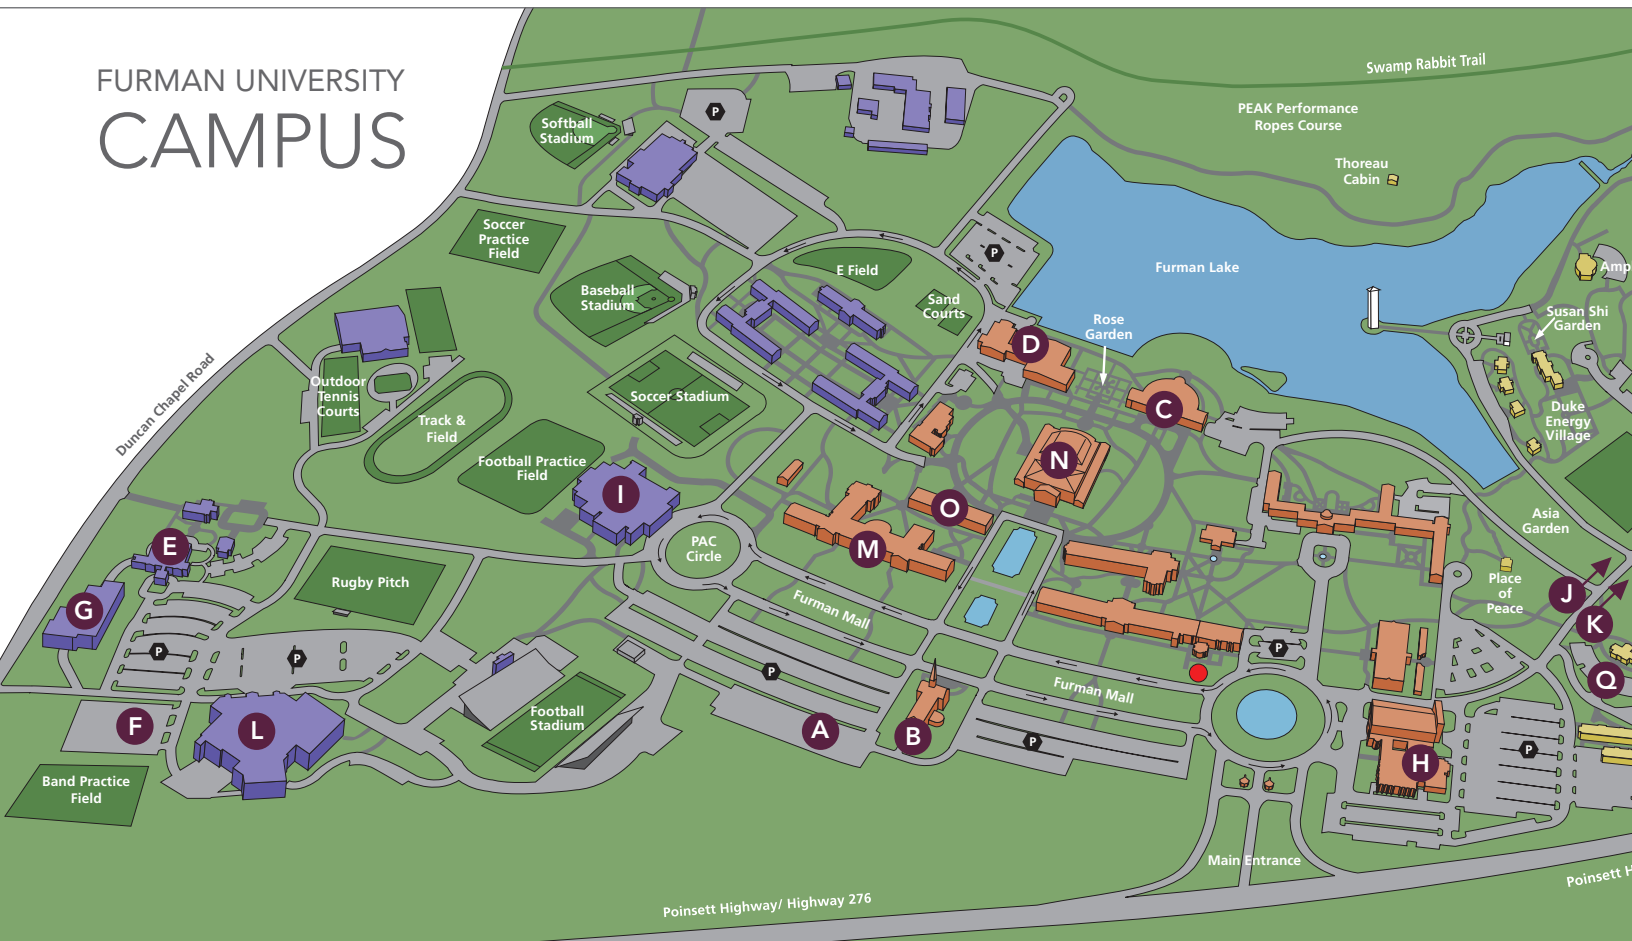 FURMAN UNIVERSITY
CAMPUS
Swamp Rabbit Trail
PEAK Performance
Ropes Course
Thoreau
Cabin
P
Softball
Stadium
Soccer
Practice
Field
E Field
P
Furman Lake
Amp
Baseball
Stadium
Sand
Courts
Rose
Garden
Susan Shi
Garden
D
Duncan Chapel Road
Outdoor
Tennis
Courts
Soccer Stadium
C
Duke
Energy
Village
Track &
Field
Football Practice
Field
N
I
O
Asia
Garden
E
PAC
Circle
M
Rugby Pitch
G
Place
of
Peace
J
K
Furman Mall
P
P
P
P
Q
Furman Mall
F
L
Football
Stadium
A
B
P
P
H
Band Practice
Field
Main Entrance
Poinsett Highway/ Highway 276
Poinsett H